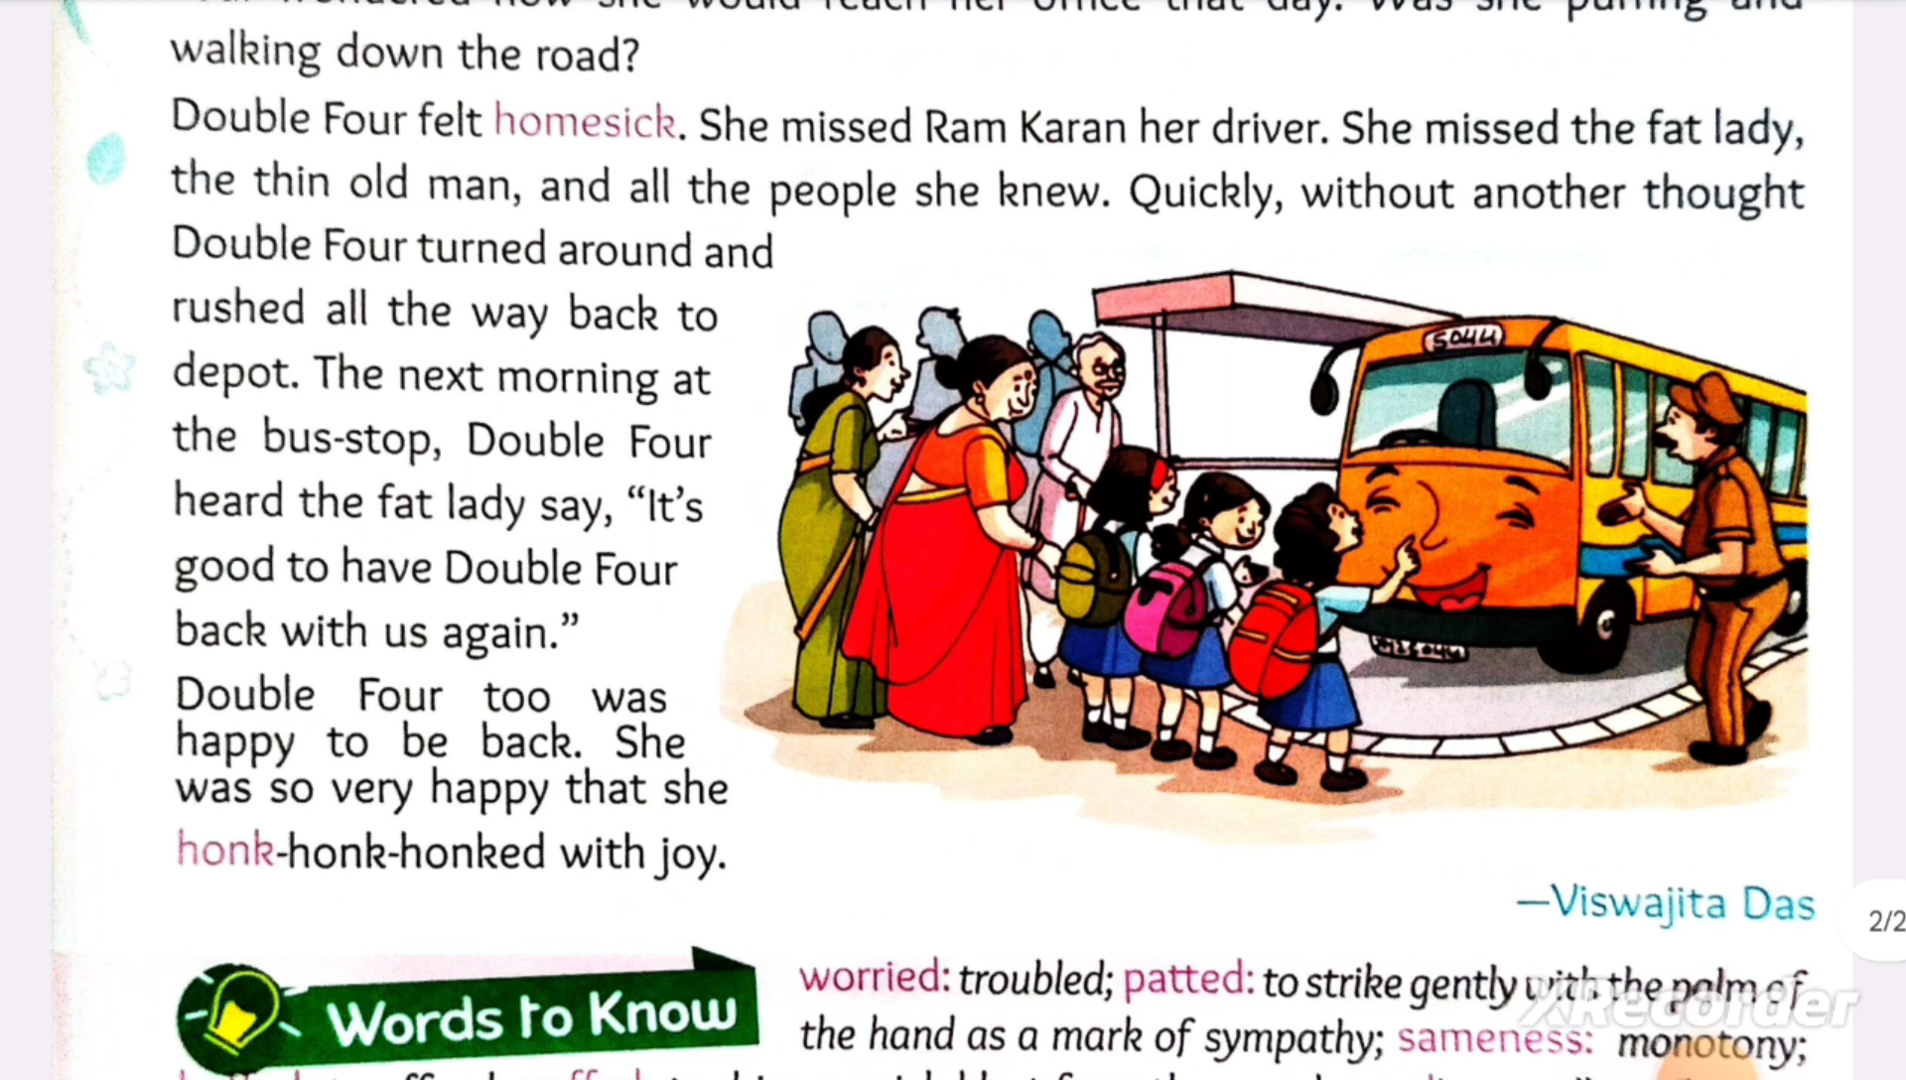 walking down the road?
Double Four felt homesick. She missed Ram Karan her driver. She missed the fat lady,
the thin old man, and all the people she knew. Quickly, without another thought
Double Four turned around and
rushed all the way back to
depot. The next morning at
the bus-stop, Double Four
heard the fat lady say, “It’s
good to have Double Four
back with us again.”
Double Four too was
happy to be back. She
was so very happy that she
honk-honk-honked with joy.
5044
—Viswajita Das
2/2
Words to Know
worried: troubled; patted: to strike gently with the palm of
the hand as a mark of sympathy; sameness: monotony;
XRecorder